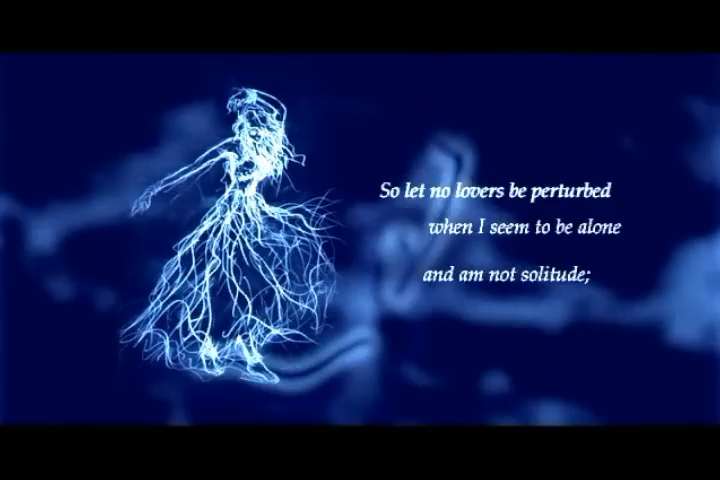 So let no lovers be perturbed
when I seem to be alone
and am not solitude;